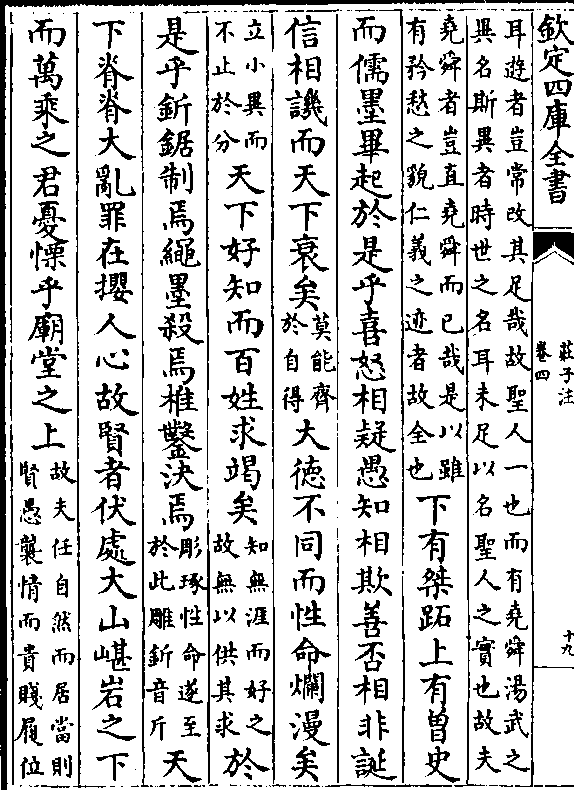 欽定四庫全書
莊子注
卷四
十九
耳遊者豈常改其足哉故聖人一也而有堯舜湯武之
異名斯異者時世之名耳未足以名聖人之實也故夫
堯舜者豈直堯舜而已哉是以雖
有矜愁之貌仁義之迹者故全也
下有桀跖上有曾史
而儒墨畢起於是乎喜怒相疑愚知相欺善否相非誕
信相譏而天下衰矣
莫能齊
於自得
大徳不同而性命爛漫矣
立小異而
不止於分
天下好知而百姓求竭矣
知無涯而好之
故無以供其求
於
是乎釿鋸制焉繩墨殺焉椎鑿決焉
彫琢性命遂至
於此雕釿音斤
天
下脊脊大亂罪在攖人心故賢者伏處大山嵁岩之下
而萬乗之君憂慄乎廟堂之上
故夫任自然而居當則
賢愚襲情而貴賤履位